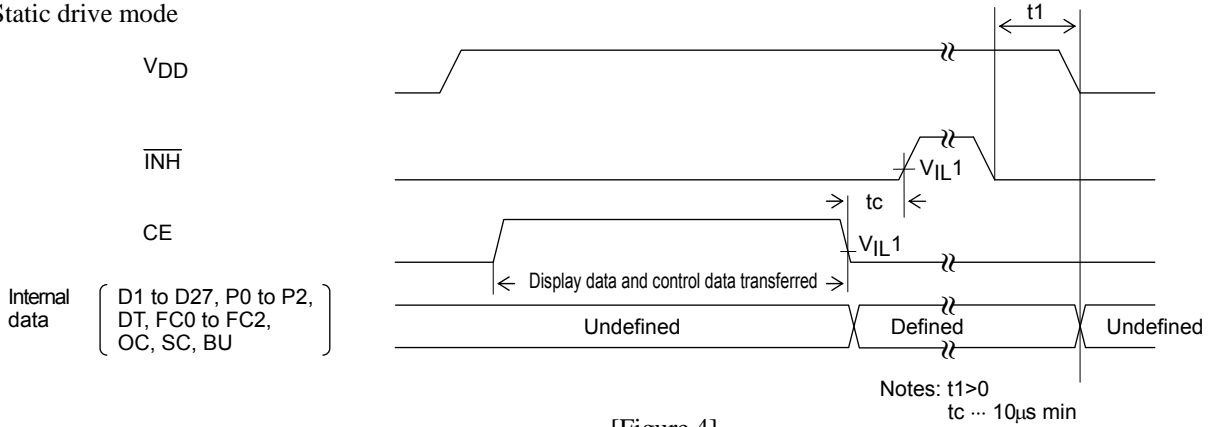 Static drive mode
t1
VDD
INH
VIL1
tc
CE
VIL1
Display data and control data transferred
Internal data
D1 to D27, P0 to P2,
DT, FC0 to FC2,
OC, SC, BU
Undefined
Defined
Undefined
Notes: t1>0
tc ··· 10μs min
[Figure 4]